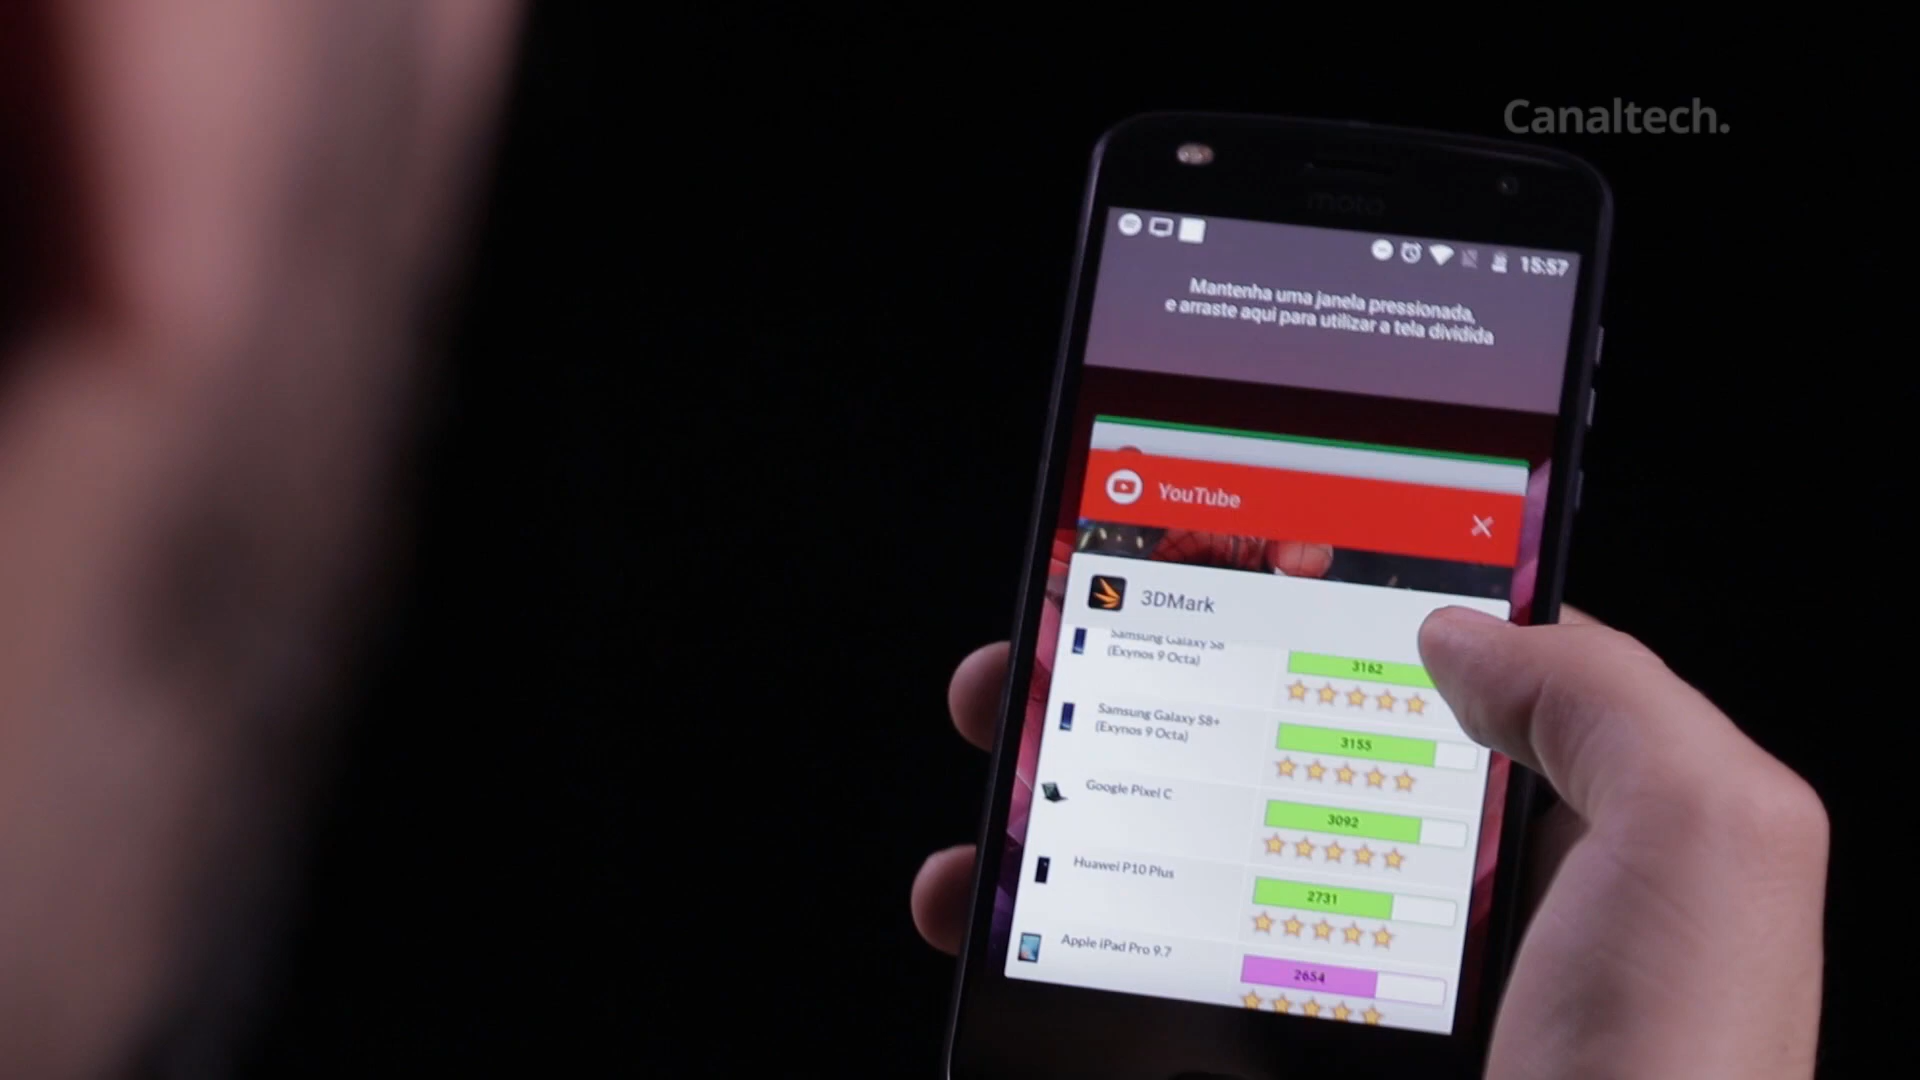 Canaltech.
moto
15:57
Mantenha uma janela pressionada,
e arraste aqui para utilizar a tela dividida
YouTube
3DMark
Samsung Galaxy S8
(Exynos 9 Octa)
3162
Samsung Galaxy S8+
(Exynos 9 Octa)
3155
Google Pixel C
3092
Huawei P10 Plus
2731
Apple iPad Pro 9.7
2654